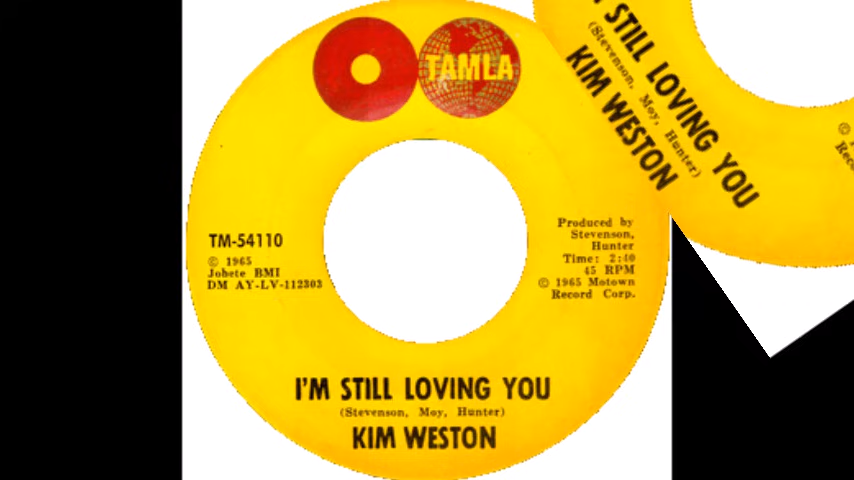 TAMLA
TM-54110
© 1965
Jobete BMI
DM AY-LV-112303
Produced by
Stevenson,
Hunter
Time: 2:40
45 RPM
© 1965 Motown
Record Corp.
I'M STILL LOVING YOU
(Stevenson, Moy, Hunter)
KIM WESTON
STILL LOVING YOU
(Stevenson, Moy, Hunter)
KIM WESTON
©